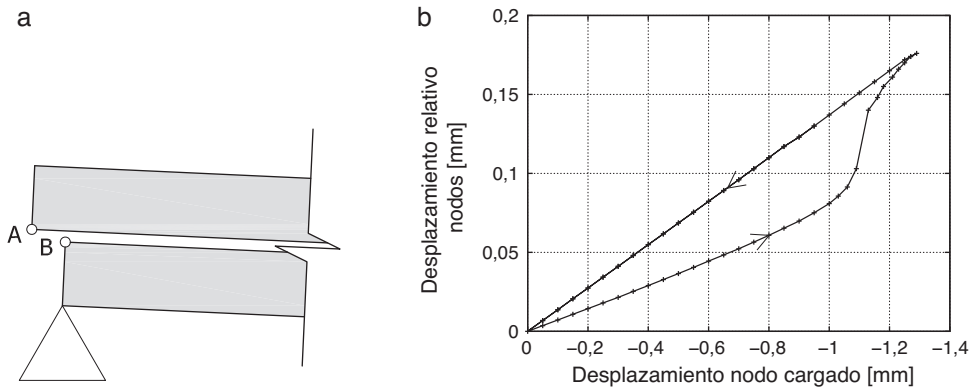 a
A
B
b
Desplazamiento relativo
nodos [mm]
0,2
0,15
0,1
0,05
0
0
−0,2
−0,4
−0,6
−0,8
−1
−1,2
−1,4
Desplazamiento nodo cargado [mm]